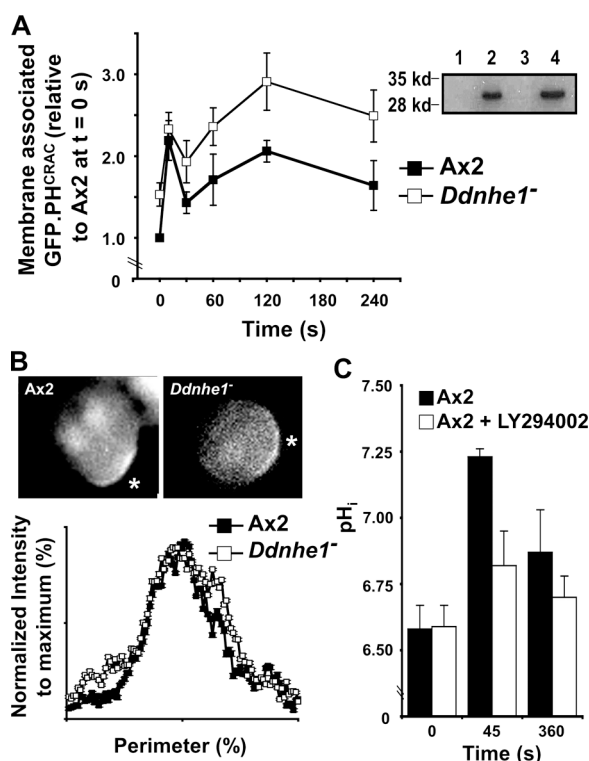 A
Membrane associated
GFP.PHCRAC (relative
to Ax2 at t = 0 s)
3.0
2.0
1.0
0
0
60
120
180
240
Time (s)
1 2 3 4
35 kd
28 kd
Ax2
Ddnhe1-
B
Ax2
*
Ddnhe1-
*
Normalized Intensity
to maximum (%)
Ax2
Ddnhe1-
Perimeter (%)
C
7.50
7.25
7.00
6.75
6.50
0
pHi
Ax2
Ax2 + LY294002
0
45
360
Time (s)